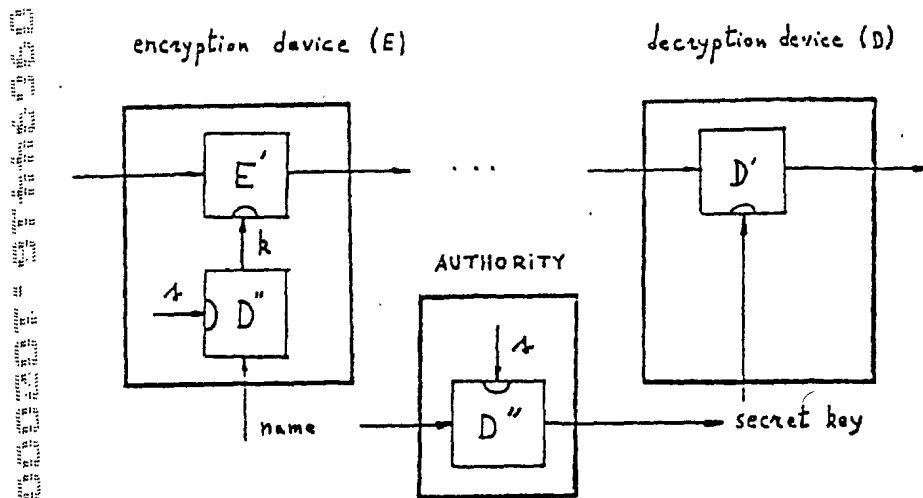 encryption device (E)
decryption device (D)
E'
...
D'
k
AUTHORITY
s
D"
s
name
D"
secret key